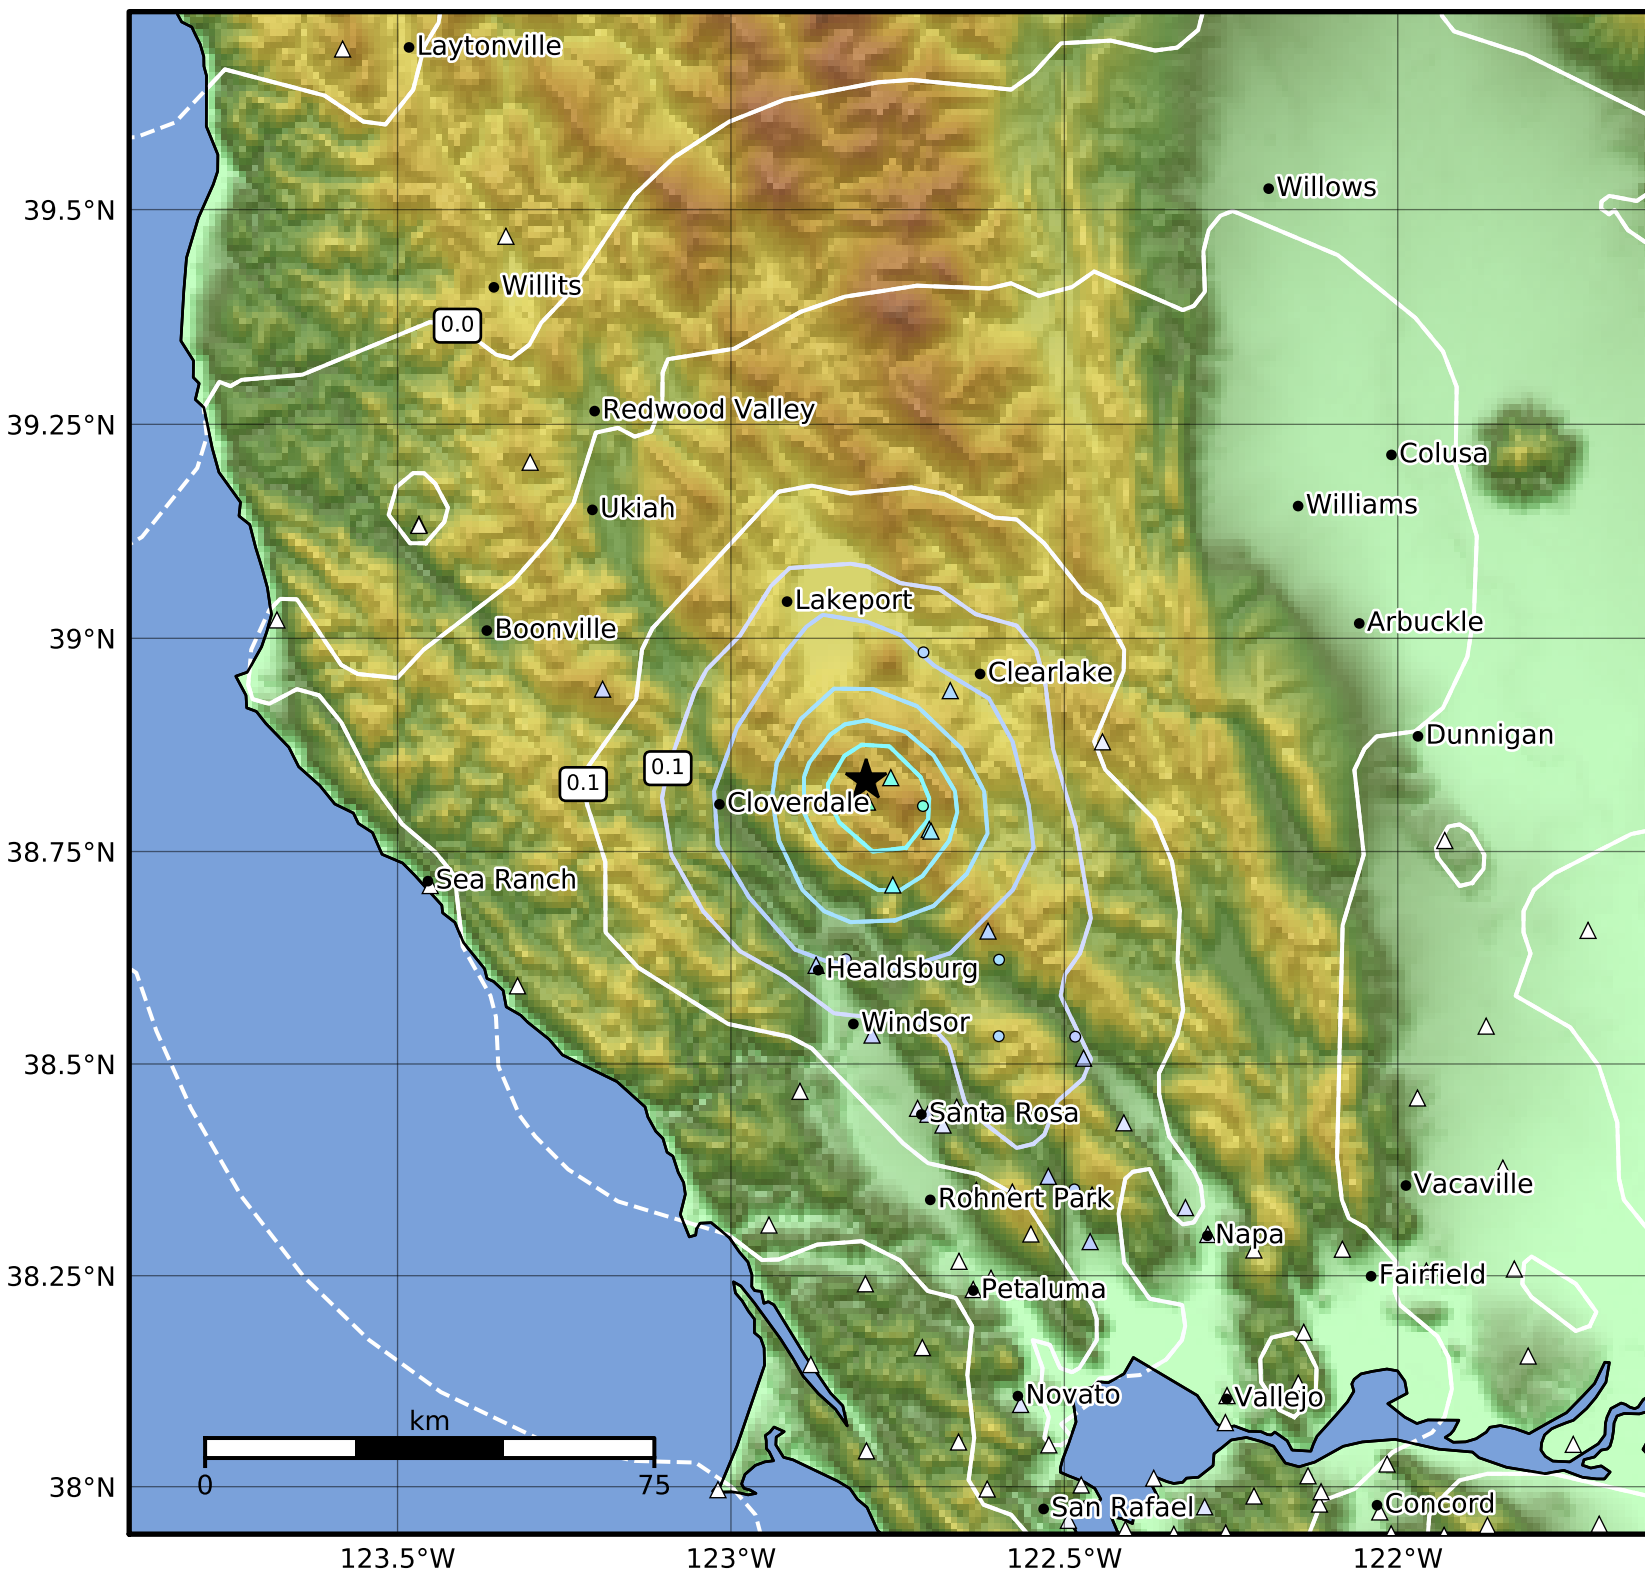 Laytonville
Willows
39.5°N
Willits
0.0
Redwood Valley
39.25°N
Colusa
Williams
Ukiah
Lakeport
Arbuckle
Boonville
39°N
Clearlake
Dunnigan
0.1
0.1
Cloverdale
38.75°N
Sea Ranch
Healdsburg
Windsor
38.5°N
Santa Rosa
Vacaville
Rohnert Park
Napa
38.25°N
Fairfield
Petaluma
Novato
Vallejo
km
0
75
38°N
San Rafael
Concord
123.5°W
123°W
122.5°W
122°W